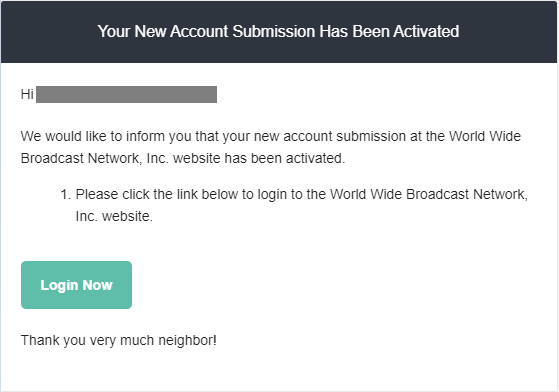 Your New Account Submission Has Been Activated
Hi
We would like to inform you that your new account submission at the World Wide
Broadcast Network, Inc. website has been activated.
1. Please click the link below to login to the World Wide Broadcast Network,
Inc. website.
Login Now
Thank you very much neighbor!